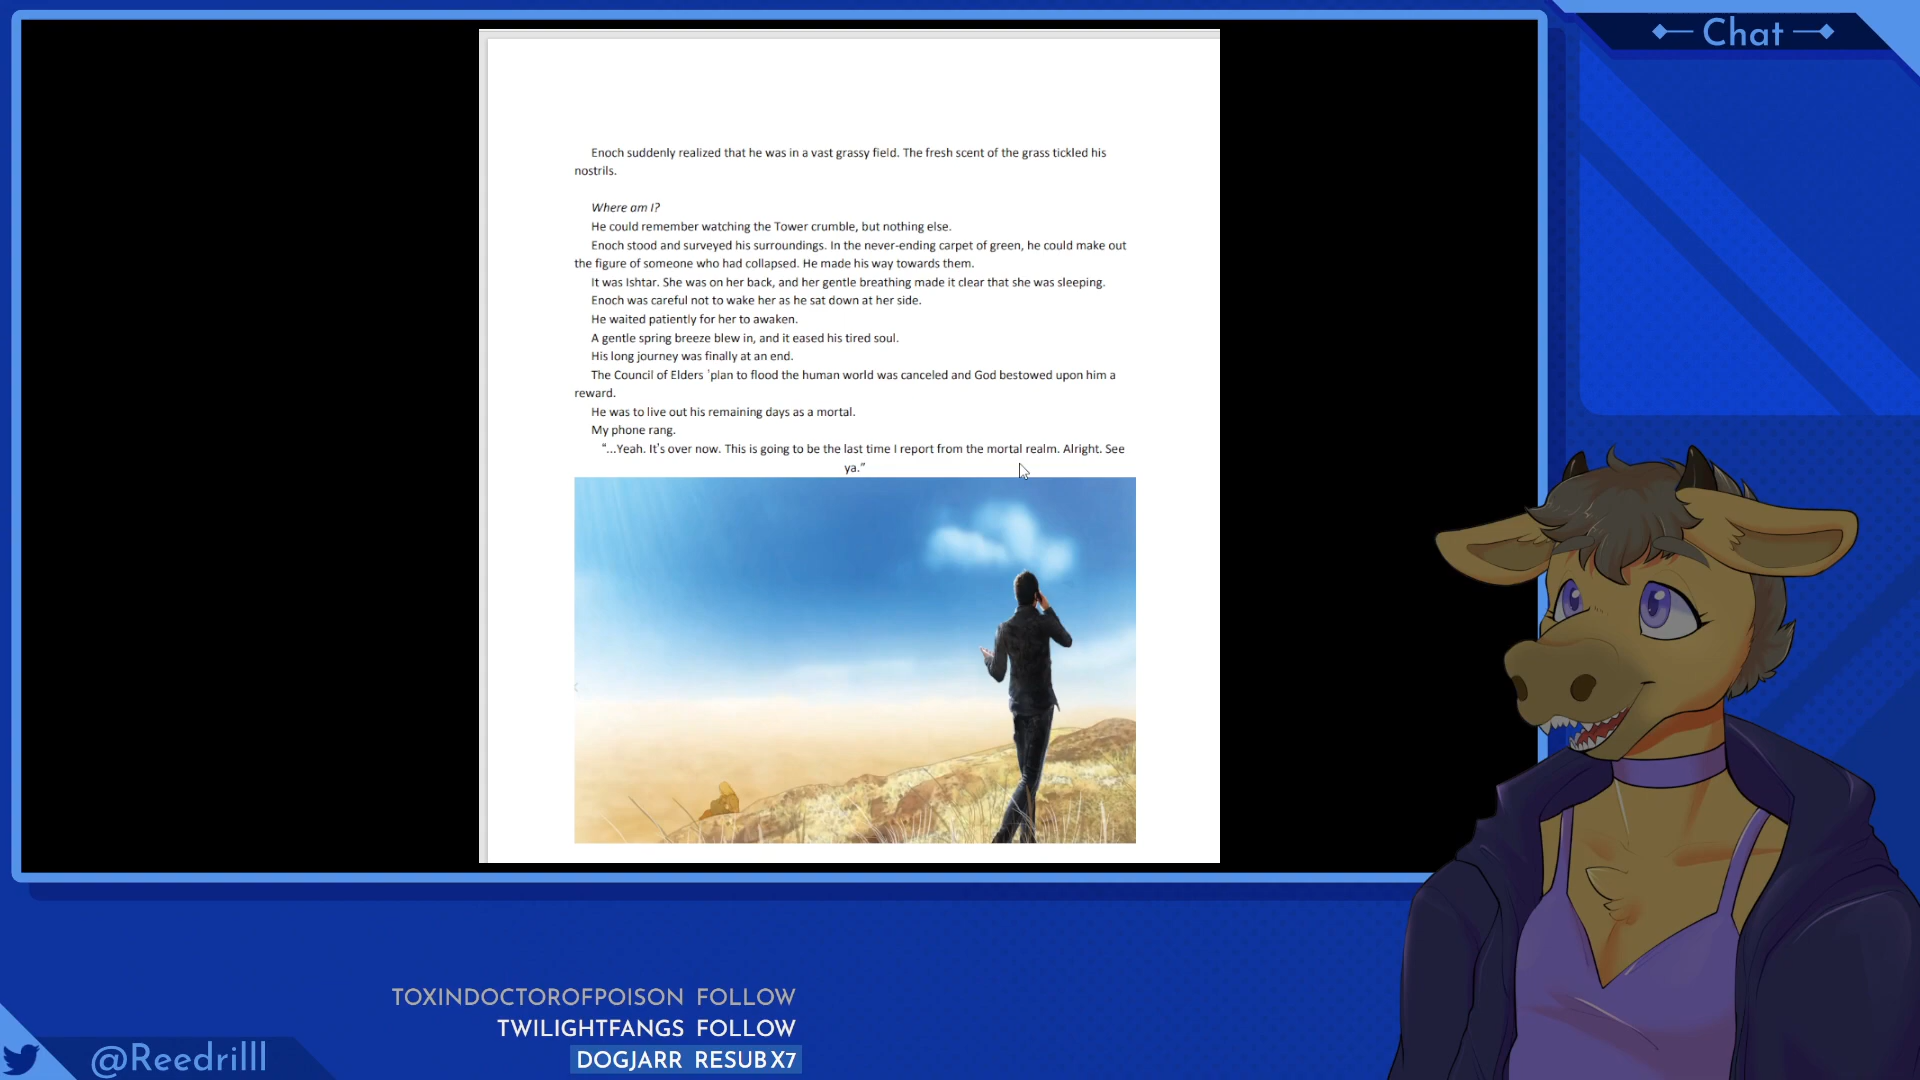 Chat
Enoch suddenly realized that he was in a vast grassy field. The fresh scent of the grass tickled his
nostrils.
Where am I?
He could remember watching the Tower crumble, but nothing else.
Enoch stood and surveyed his surroundings. In the never-ending carpet of green, he could make out
the figure of someone who had collapsed. He made his way towards them.
It was Ishtar. She was on her back, and her gentle breathing made it clear that she was sleeping.
Enoch was careful not to wake her as he sat down at her side.
He waited patiently for her to awaken.
A gentle spring breeze blew in, and it eased his tired soul.
His long journey was finally at an end.
The Council of Elders ’plan to flood the human world was canceled and God bestowed upon him a
reward.
He was to live out his remaining days as a mortal.
My phone rang.
“...Yeah. It’s over now. This is going to be the last time I report from the mortal realm. Alright. See
ya.”
TOXINDOCTOROFPOISON FOLLOW
TWILIGHTFANGS FOLLOW
DOGJARR RESUB X7
@Reedrilll